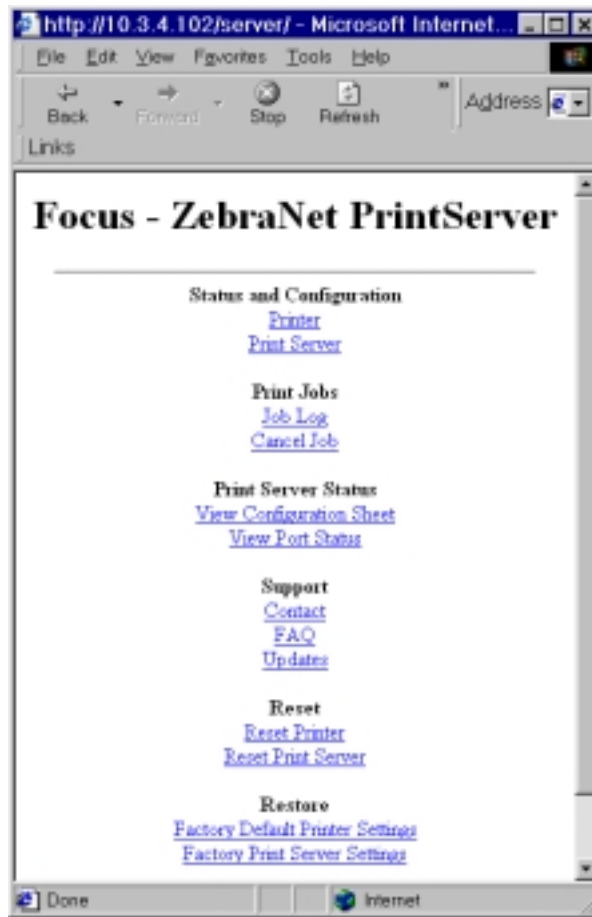 http://10.3.4.102/server/ - Microsoft Internet...
File Edit View Favorites Tools Help
Back Forward Stop Refresh » Address
Links
Focus - ZebraNet PrintServer
Status and Configuration
Printer
Print Server
Print Jobs
Job Log
Cancel Job
Print Server Status
View Configuration Sheet
View Port Status
Support
Contact
FAQ
Updates
Reset
Reset Printer
Reset Print Server
Restore
Factory Default Printer Settings
Factory Print Server Settings
Done Internet